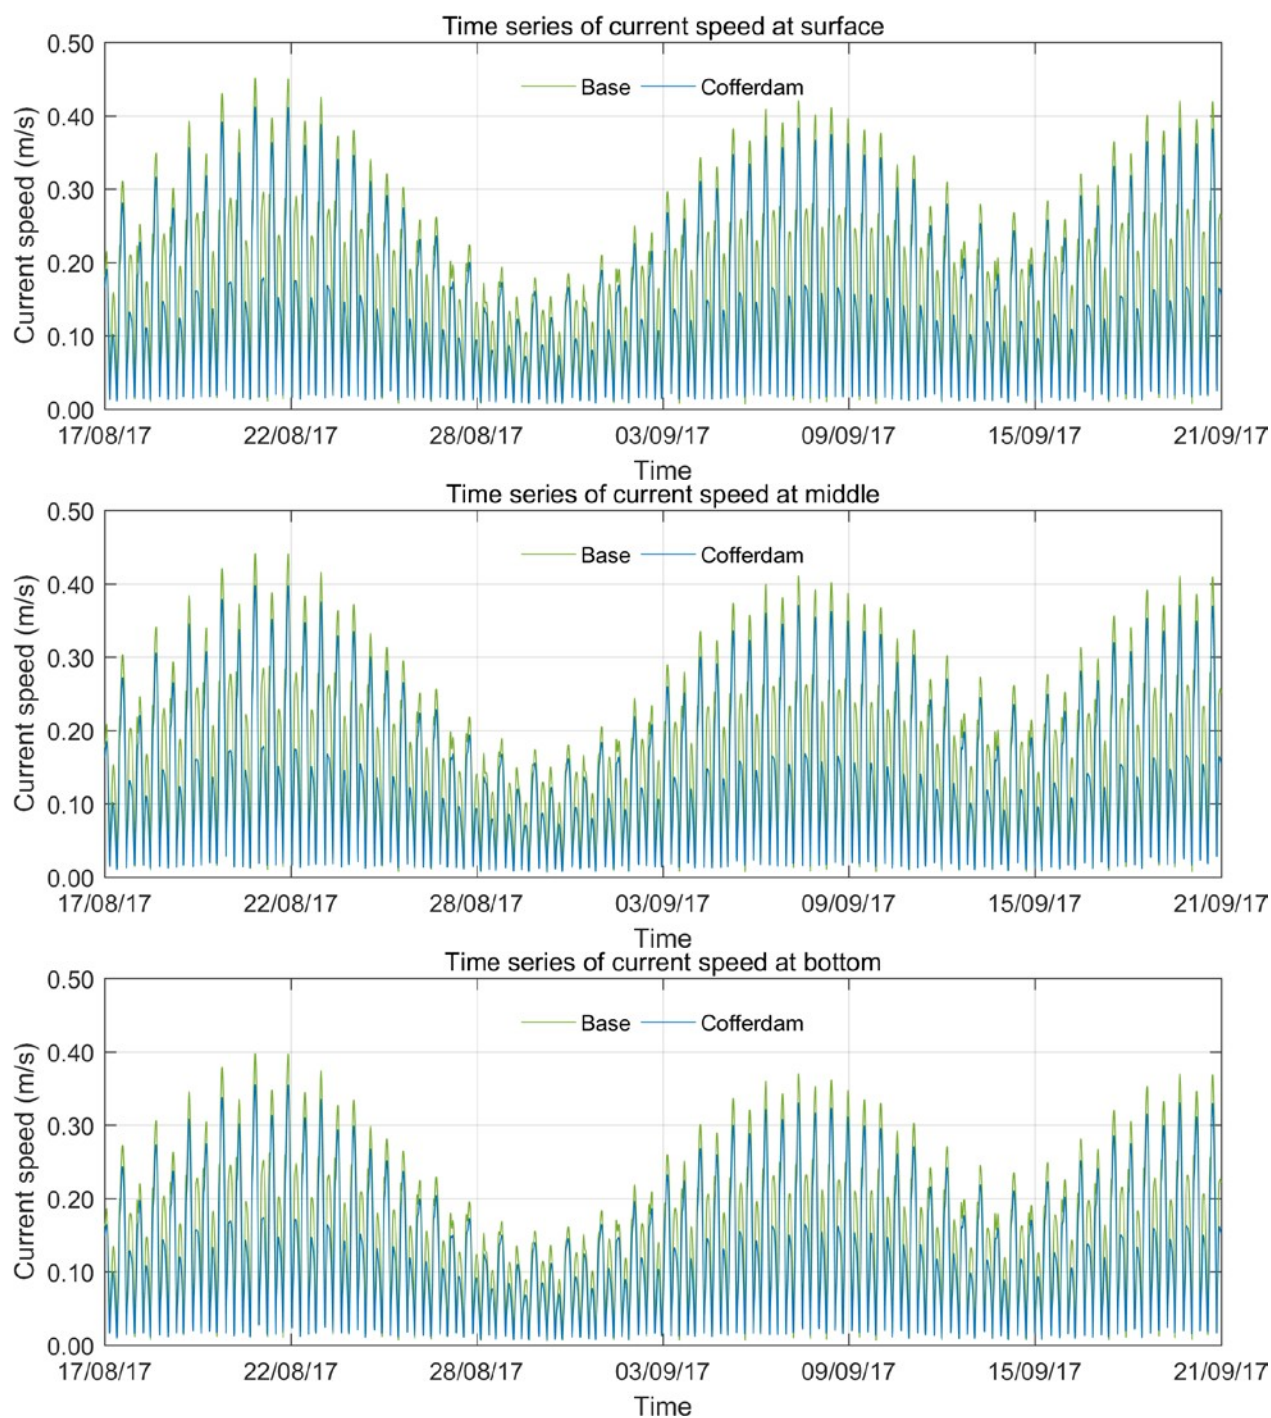 Time series of current speed at surface
Base Cofferdam
Current speed (m/s)
0.50
0.40
0.30
0.20
0.10
0.00
17/08/17 22/08/17 28/08/17 03/09/17 09/09/17 15/09/17 21/09/17
Time
Time series of current speed at middle
Base Cofferdam
Current speed (m/s)
0.50
0.40
0.30
0.20
0.10
0.00
17/08/17 22/08/17 28/08/17 03/09/17 09/09/17 15/09/17 21/09/17
Time
Time series of current speed at bottom
Base Cofferdam
Current speed (m/s)
0.50
0.40
0.30
0.20
0.10
0.00
17/08/17 22/08/17 28/08/17 03/09/17 09/09/17 15/09/17 21/09/17
Time